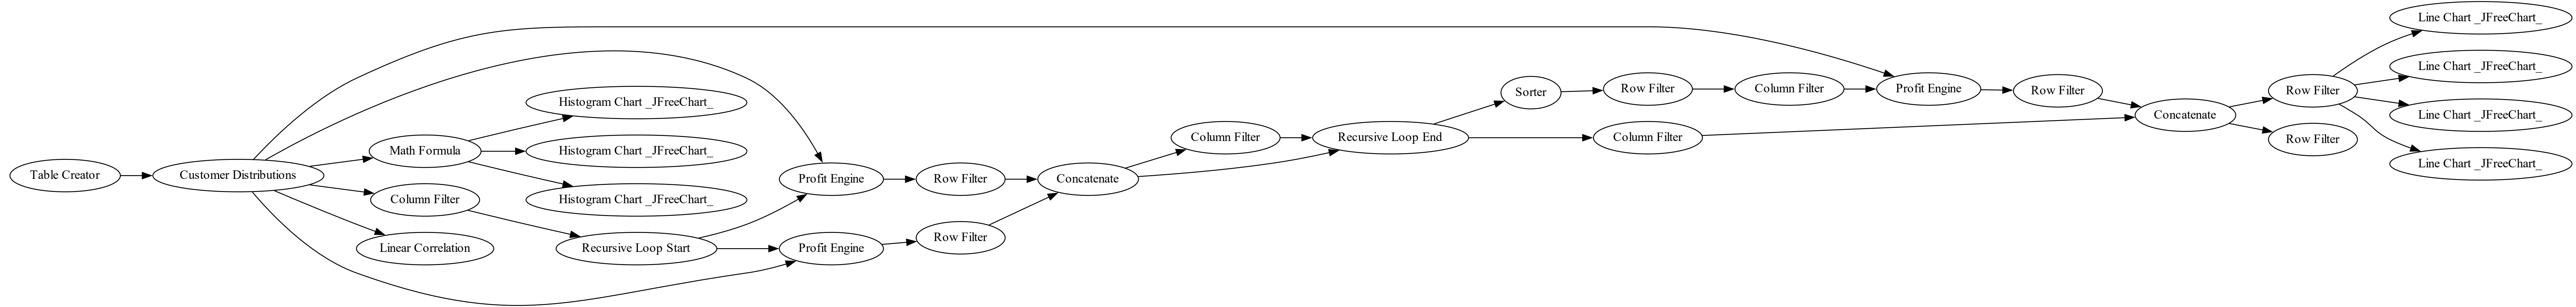 Table Creator
Customer Distributions
Math Formula
Column Filter
Linear Correlation
Histogram Chart _JFreeChart_
Histogram Chart _JFreeChart_
Histogram Chart _JFreeChart_
Recursive Loop Start
Profit Engine
Profit Engine
Row Filter
Row Filter
Concatenate
Column Filter
Recursive Loop End
Sorter
Row Filter
Column Filter
Column Filter
Profit Engine
Row Filter
Concatenate
Row Filter
Row Filter
Line Chart _JFreeChart_
Line Chart _JFreeChart_
Line Chart _JFreeChart_
Line Chart _JFreeChart_